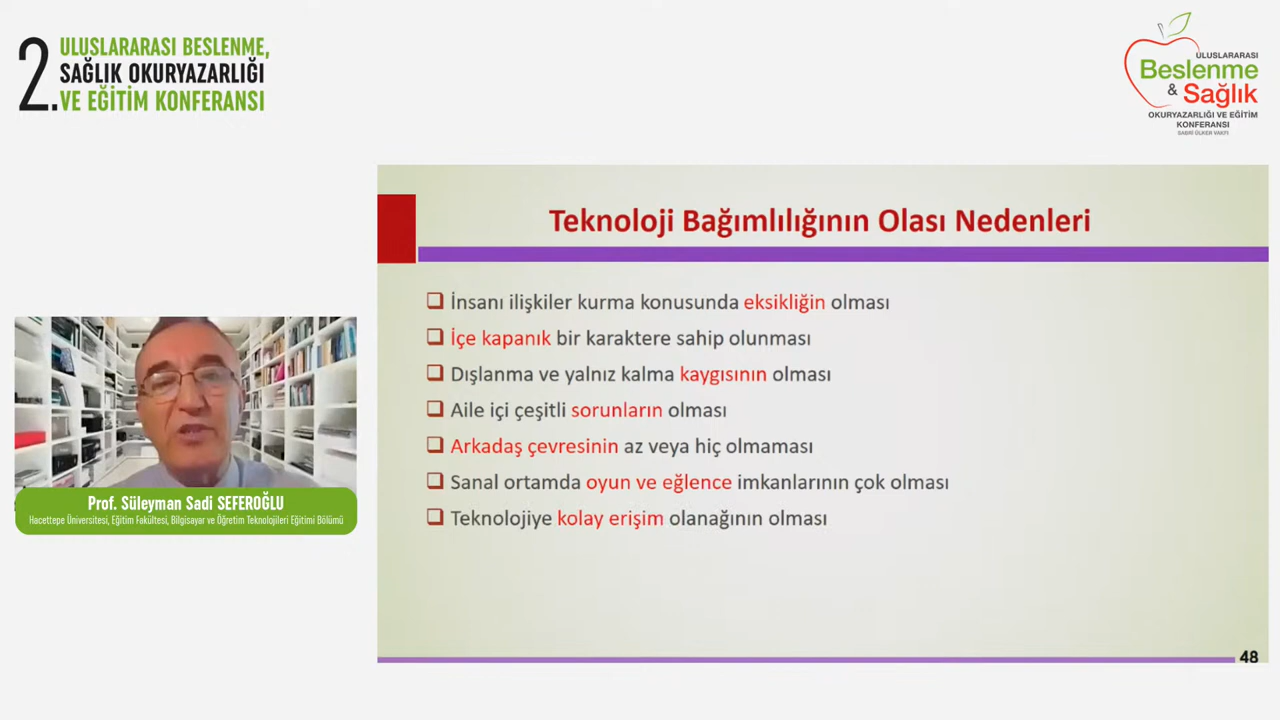 2.
ULUSLARARASI BESLENME,
SAĞLIK OKURYAZARLIĞI
VE EĞİTİM KONFERANSI
ULUSLARARASI
Beslenme
& Sağlık
OKURYAZARLIĞI VE EĞİTİM
KONFERANSI
SABRİ ÜLKER VAKFI
Teknoloji Bağımlılığının Olası Nedenleri
İnsanı ilişkiler kurma konusunda eksikliğin olması
İçe kapanık bir karaktere sahip olunması
Dışlanma ve yalnız kalma kaygısının olması
Aile içi çeşitli sorunların olması
Arkadaş çevresinin az veya hiç olmaması
Sanal ortamda oyun ve eğlence imkanlarının çok olması
Teknolojiye kolay erişim olanağının olması
48
Prof. Süleyman Sadi SEFEROĞLU
Hacettepe Üniversitesi, Eğitim Fakültesi, Bilgisayar ve Öğretim Teknolojileri Eğitimi Bölümü